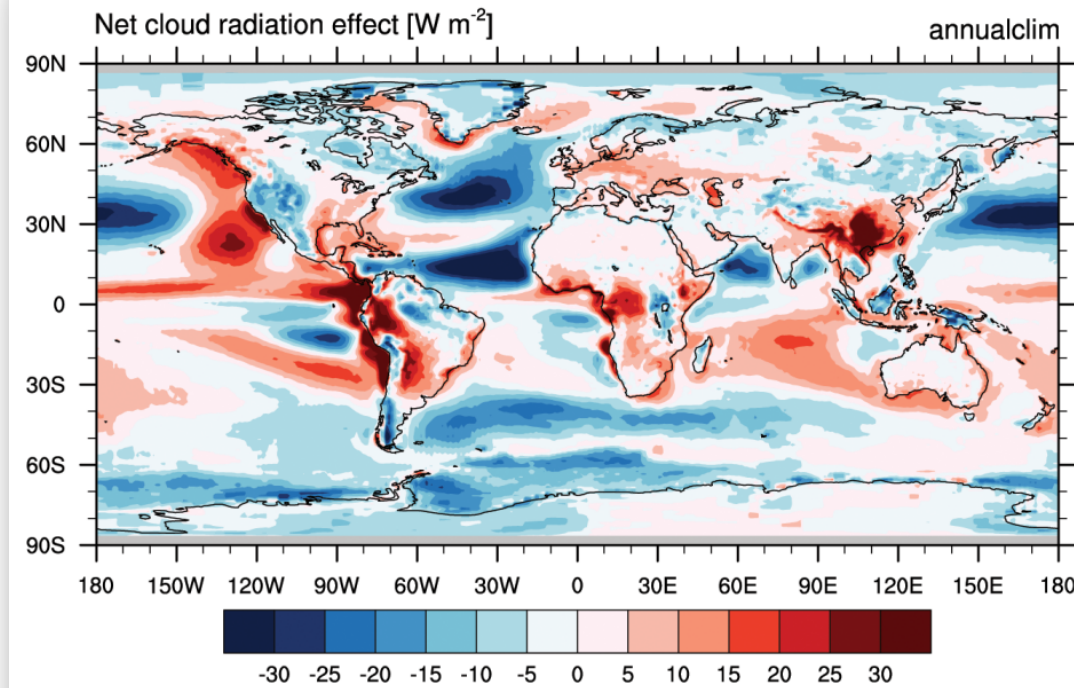 Net cloud radiation effect [W m-2]
annualclim
90N
60N
30N
0
30S
60S
90S
180 150W 120W 90W 60W 30W 0 30E 60E 90E 120E 150E 180
-30 -25 -20 -15 -10 -5 0 5 10 15 20 25 30